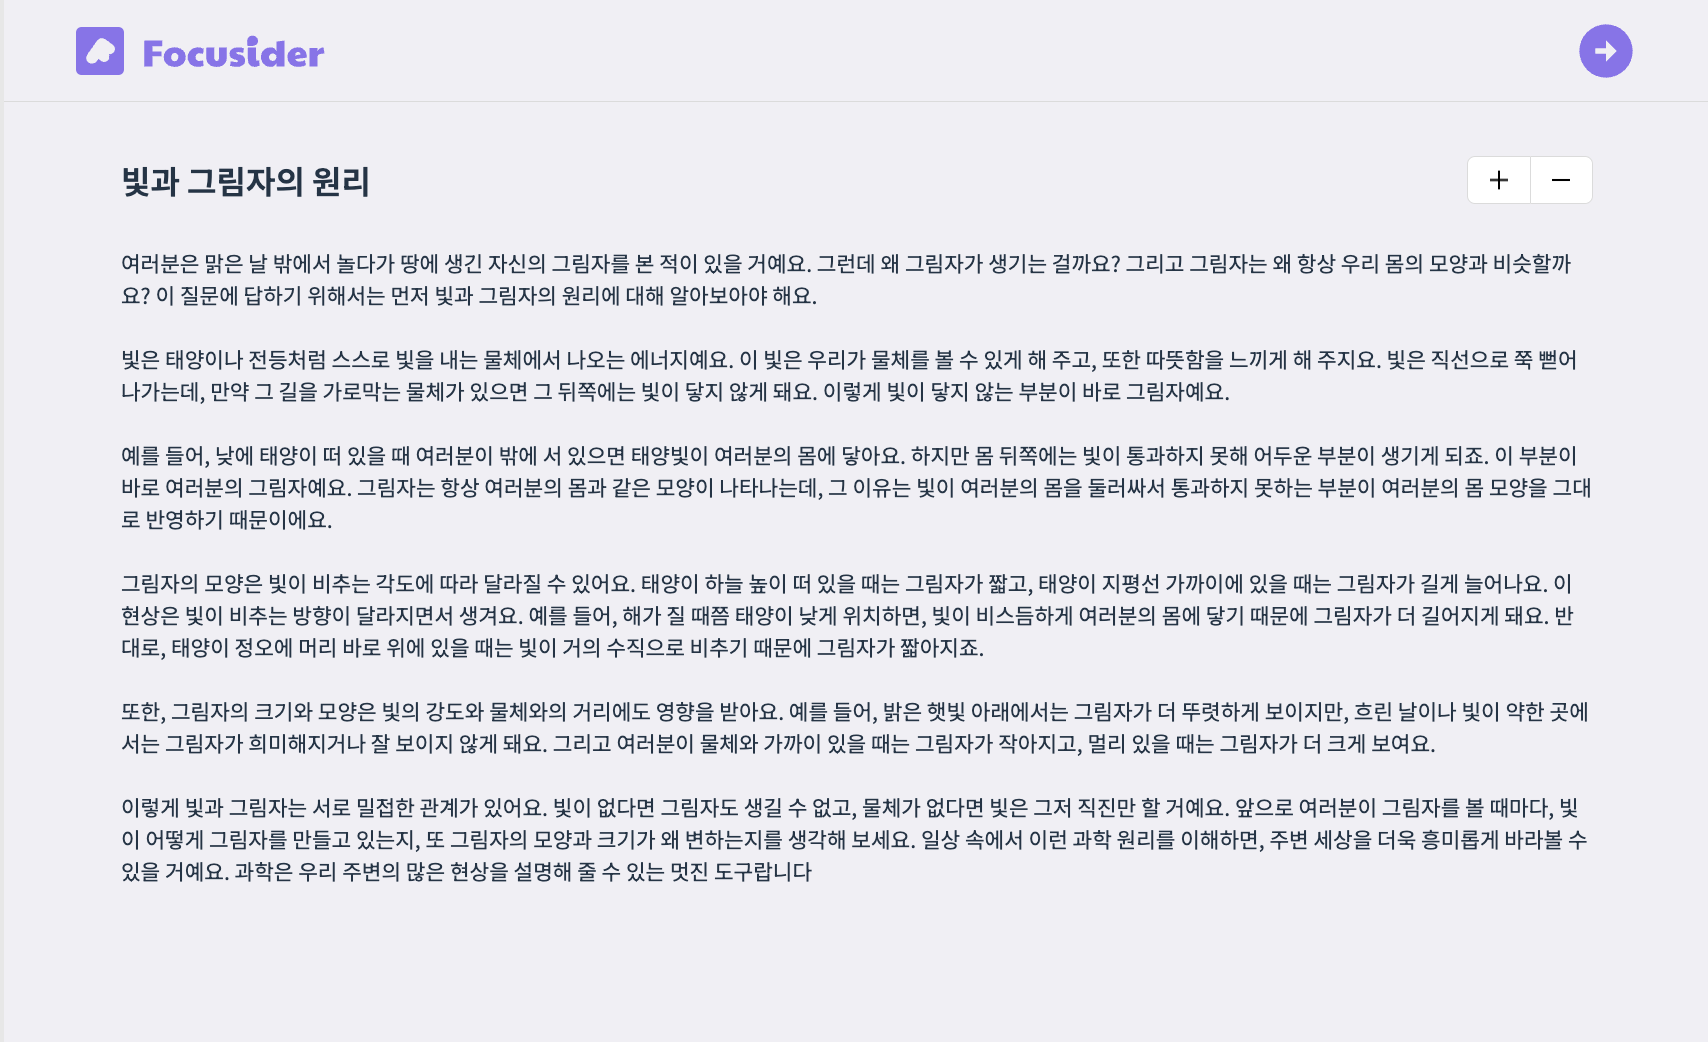 Focusider
빛과 그림자의 원리
여러분은 맑은 날 밖에서 놀다가 땅에 생긴 자신의 그림자를 본 적이 있을 거예요. 그런데 왜 그림자가 생기는 걸까요? 그리고 그림자는 왜 항상 우리 몸의 모양과 비슷할까
요? 이 질문에 답하기 위해서는 먼저 빛과 그림자의 원리에 대해 알아보아야 해요.
빛은 태양이나 전등처럼 스스로 빛을 내는 물체에서 나오는 에너지예요. 이 빛은 우리가 물체를 볼 수 있게 해 주고, 또한 따뜻함을 느끼게 해 주지요. 빛은 직선으로 쭉 뻗어
나가는데, 만약 그 길을 가로막는 물체가 있으면 그 뒤쪽에는 빛이 닿지 않게 돼요. 이렇게 빛이 닿지 않는 부분이 바로 그림자예요.
예를 들어, 낮에 태양이 떠 있을 때 여러분이 밖에 서 있으면 태양빛이 여러분의 몸에 닿아요. 하지만 몸 뒤쪽에는 빛이 통과하지 못해 어두운 부분이 생기게 되죠. 이 부분이
바로 여러분의 그림자예요. 그림자는 항상 여러분의 몸과 같은 모양이 나타나는데, 그 이유는 빛이 여러분의 몸을 둘러싸서 통과하지 못하는 부분이 여러분의 몸 모양을 그대
로 반영하기 때문이에요.
그림자의 모양은 빛이 비추는 각도에 따라 달라질 수 있어요. 태양이 하늘 높이 떠 있을 때는 그림자가 짧고, 태양이 지평선 가까이에 있을 때는 그림자가 길게 늘어나요. 이
현상은 빛이 비추는 방향이 달라지면서 생겨요. 예를 들어, 해가 질 때쯤 태양이 낮게 위치하면, 빛이 비스듬하게 여러분의 몸에 닿기 때문에 그림자가 더 길어지게 돼요. 반
대로, 태양이 정오에 머리 바로 위에 있을 때는 빛이 거의 수직으로 비추기 때문에 그림자가 짧아지죠.
또한, 그림자의 크기와 모양은 빛의 강도와 물체와의 거리에도 영향을 받아요. 예를 들어, 밝은 햇빛 아래에서는 그림자가 더 뚜렷하게 보이지만, 흐린 날이나 빛이 약한 곳에
서는 그림자가 희미해지거나 잘 보이지 않게 돼요. 그리고 여러분이 물체와 가까이 있을 때는 그림자가 작아지고, 멀리 있을 때는 그림자가 더 크게 보여요.
이렇게 빛과 그림자는 서로 밀접한 관계가 있어요. 빛이 없다면 그림자도 생길 수 없고, 물체가 없다면 빛은 그저 직진만 할 거예요. 앞으로 여러분이 그림자를 볼 때마다, 빛
이 어떻게 그림자를 만들고 있는지, 또 그림자의 모양과 크기가 왜 변하는지를 생각해 보세요. 일상 속에서 이런 과학 원리를 이해하면, 주변 세상을 더욱 흥미롭게 바라볼 수
있을 거예요. 과학은 우리 주변의 많은 현상을 설명해 줄 수 있는 멋진 도구랍니다